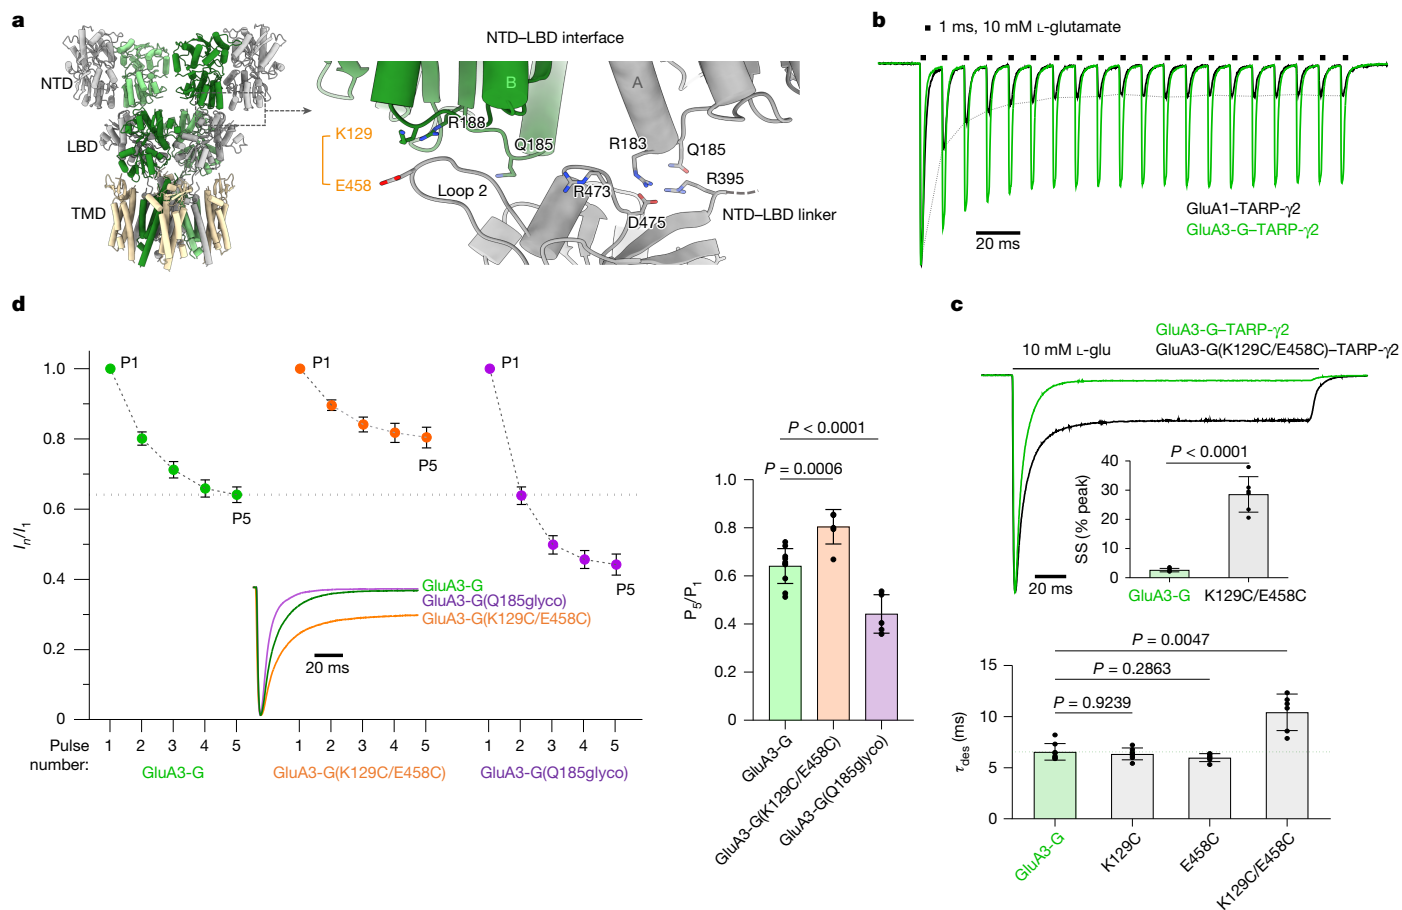 a
NTD
LBD
TMD
NTD–LBD interface
B
A
K129
E458
R188
Q185
Loop 2
R183
Q185
R395
R473
D475
NTD–LBD linker
b
1 ms, 10 mM L-glutamate
GluA1–TARP-γ2
GluA3-G–TARP-γ2
20 ms
c
GluA3-G–TARP-γ2
10 mM L-glu
GluA3-G(K129C/E458C)–TARP-γ2
20 ms
P < 0.0001
SS (% peak)
40
30
20
10
0
GluA3-G
K129C/E458C
P = 0.0047
P = 0.2863
P = 0.9239
τdes (ms)
15
10
5
0
GluA3-G
K129C
E458C
K129C/E458C
d
In/I1
1.0
0.8
0.6
0.4
0.2
0
P1
P5
P1
P5
P1
P5
GluA3-G
GluA3-G(Q185glyco)
GluA3-G(K129C/E458C)
20 ms
Pulse number:
1 2 3 4 5
1 2 3 4 5
1 2 3 4 5
GluA3-G
GluA3-G(K129C/E458C)
GluA3-G(Q185glyco)
P < 0.0001
P = 0.0006
P5/P1
1.0
0.8
0.6
0.4
0.2
0
GluA3-G
GluA3-G(K129C/E458C)
GluA3-G(Q185glyco)